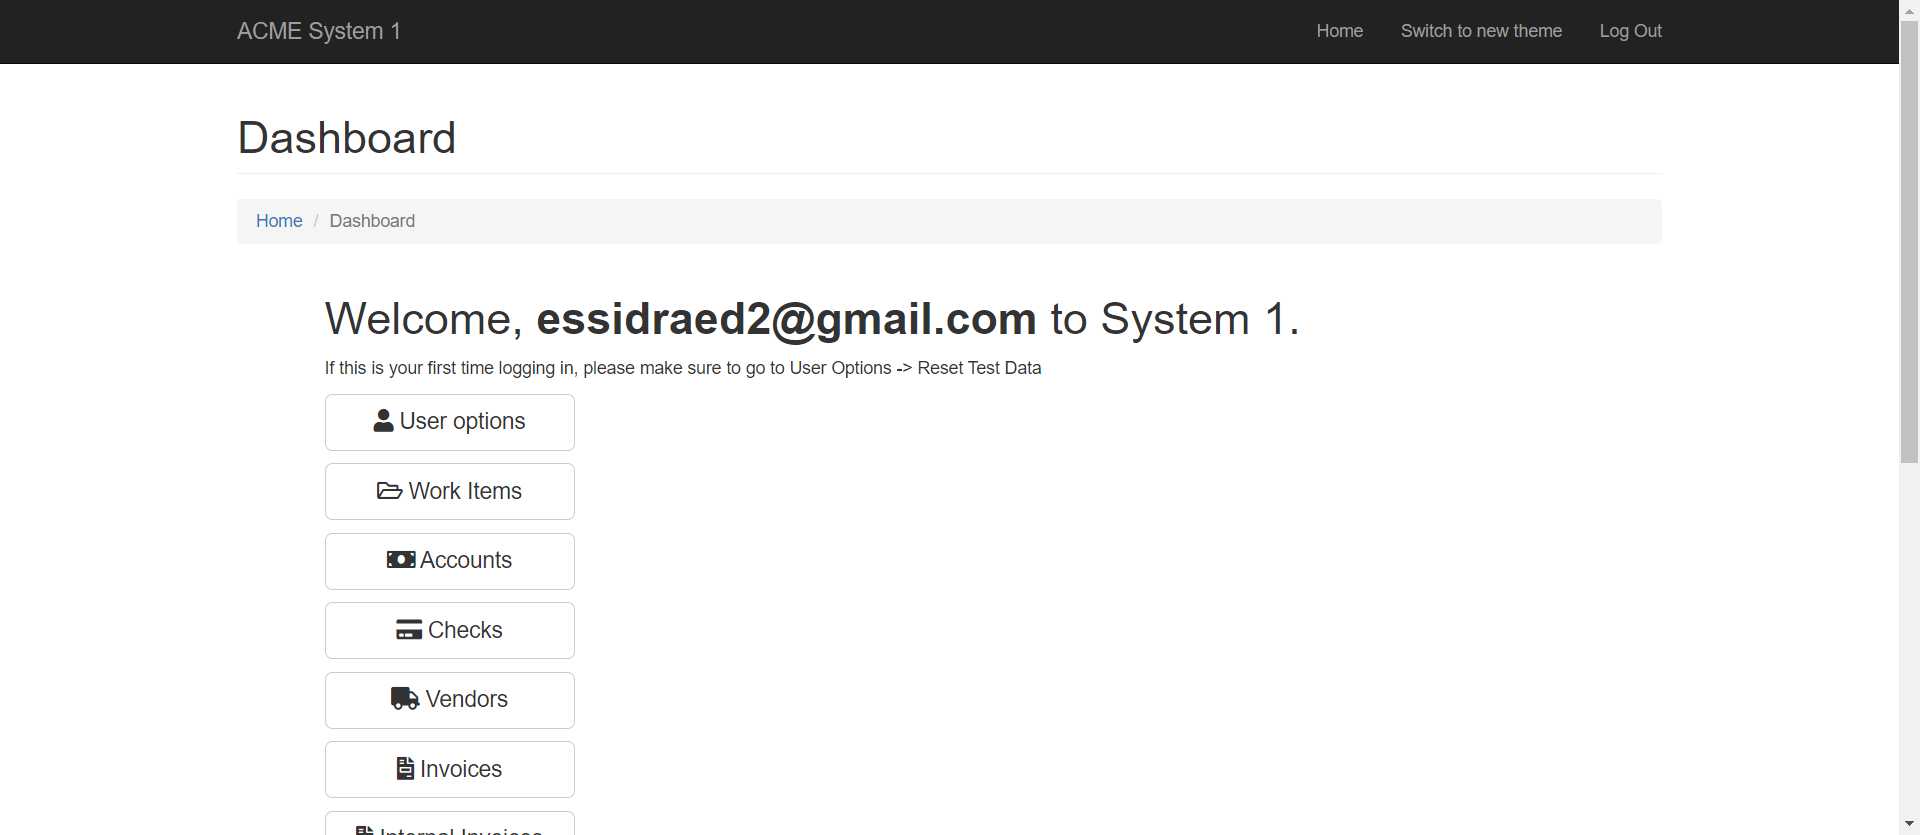 ACME System 1
Home
Switch to new theme
Log Out
Dashboard
Home / Dashboard
Welcome, essidraed2@gmail.com to System 1.
If this is your first time logging in, please make sure to go to User Options -> Reset Test Data
User options
Work Items
Accounts
Checks
Vendors
Invoices
Internal Invoices